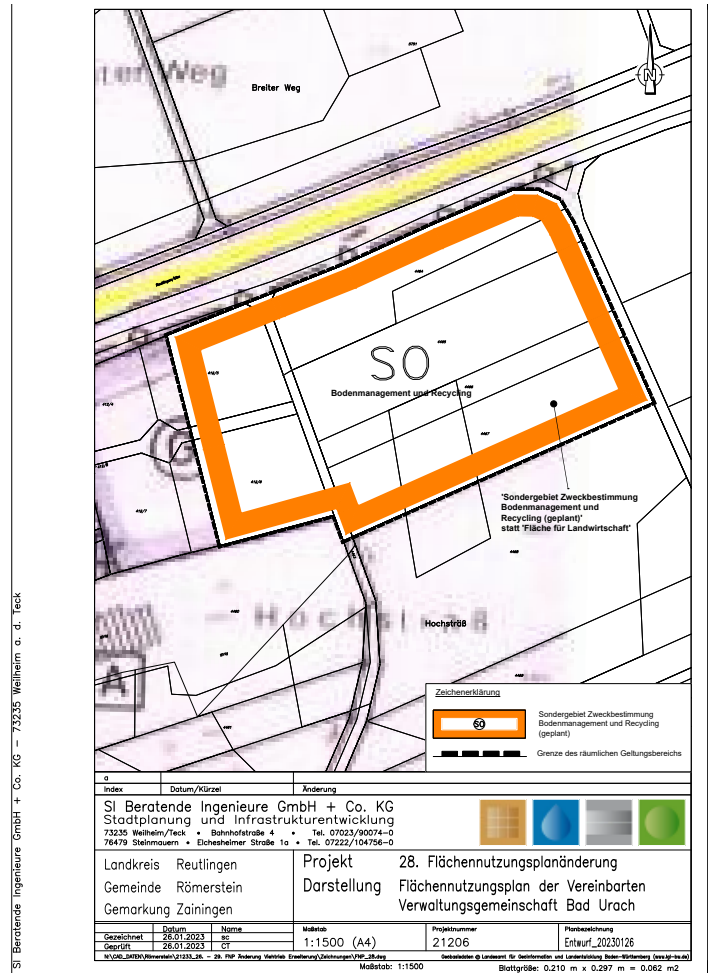 ter Weg
Breiter Weg
SO
Bodenmanagement und Recycling
G
'Sondergebiet Zweckbestimmung
Bodenmanagement und
Recycling (geplant)'
statt 'Fläche für Landwirtschaft'
Hochsträß
Hochsträß
A
Zeichenerklärung
SO
Sondergebiet Zweckbestimmung
Bodenmanagement und Recycling
(geplant)
Grenze des räumlichen Geltungsbereichs
N
SI Beratende Ingenieure GmbH + Co. KG – 73235 Weilheim a. d. Teck
a
Index Datum/Kürzel Änderung
SI Beratende Ingenieure GmbH + Co. KG
Stadtplanung und Infrastrukturentwicklung
73235 Weilheim/Teck • Bahnhofstraße 4 • Tel. 07023/90074-0
76479 Steinmauern • Elchesheimer Straße 1a • Tel. 07222/104756-0
Landkreis Reutlingen
Gemeinde Römerstein
Gemarkung Zainingen
Projekt 28. Flächennutzungsplanänderung
Darstellung Flächennutzungsplan der Vereinbarten
Verwaltungsgemeinschaft Bad Urach
Datum Name
Gezeichnet 26.01.2023 sc
Geprüft 26.01.2023 CT
Maßstab
1:1500 (A4)
Projektnummer
21206
Planbezeichnung
Entwurf_20230126
Maßstab: 1:1500
Blattgröße: 0.210 m x 0.297 m = 0.062 m2